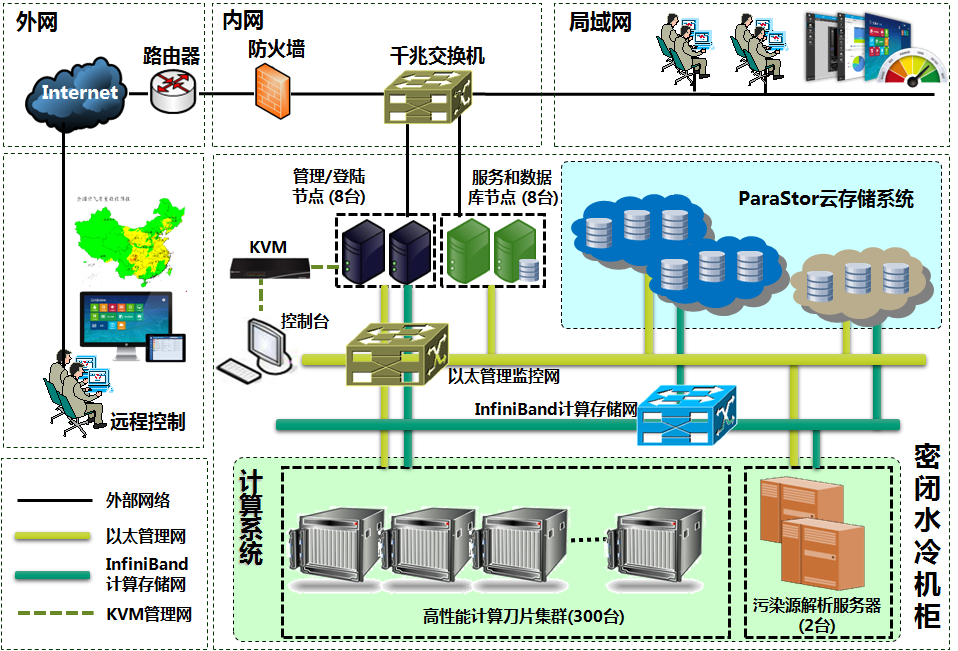 外网
内网
局域网
路由器
防火墙
千兆交换机
Internet
管理/登陆
节点 (8台)
服务和数据
库节点 (8台)
ParaStor云存储系统
KVM
控制台
以太管理监控网
InfiniBand计算存储网
远程控制
外部网络
以太管理网
InfiniBand
计算存储网
KVM管理网
计算系统
高性能计算刀片集群(300台)
污染源解析服务器
(2台)
密闭水冷机柜